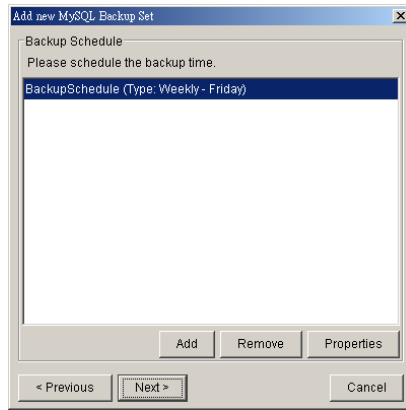 Add new MySQL Backup Set
Backup Schedule
Please schedule the backup time.
BackupSchedule (Type: Weekly - Friday)
Add Remove Properties
< Previous Next > Cancel